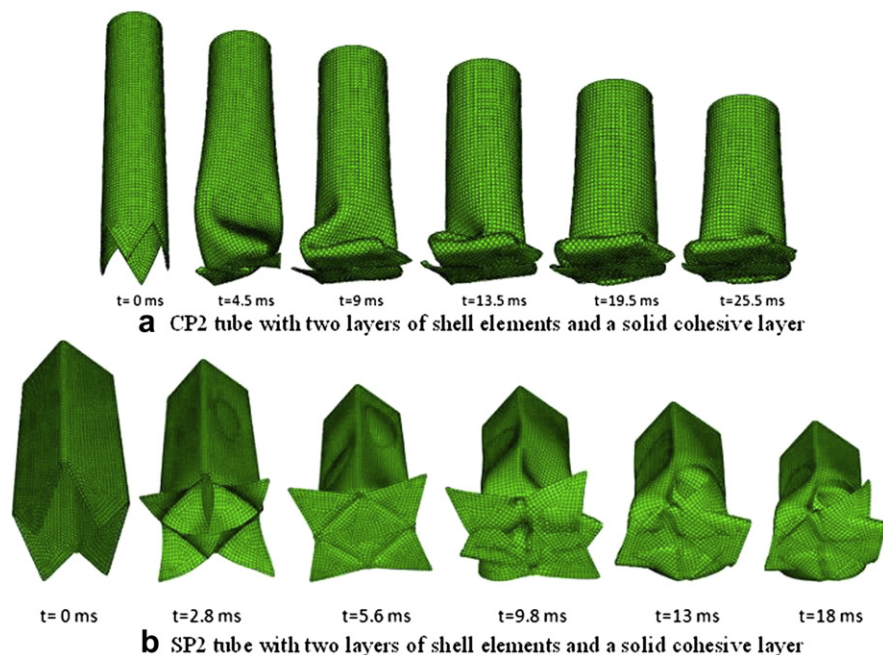 t= 0 ms t=4.5 ms t=9 ms t=13.5 ms t=19.5 ms t=25.5 ms
a CP2 tube with two layers of shell elements and a solid cohesive layer
t= 0 ms t=2.8 ms t=5.6 ms t=9.8 ms t=13 ms t=18 ms
b SP2 tube with two layers of shell elements and a solid cohesive layer